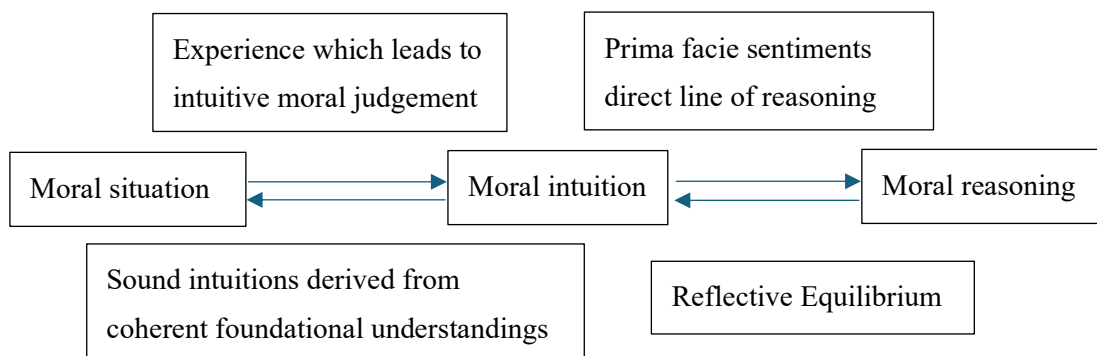 Experience which leads to
intuitive moral judgement
Prima facie sentiments
direct line of reasoning
Moral situation
Moral intuition
Moral reasoning
Sound intuitions derived from
coherent foundational understandings
Reflective Equilibrium